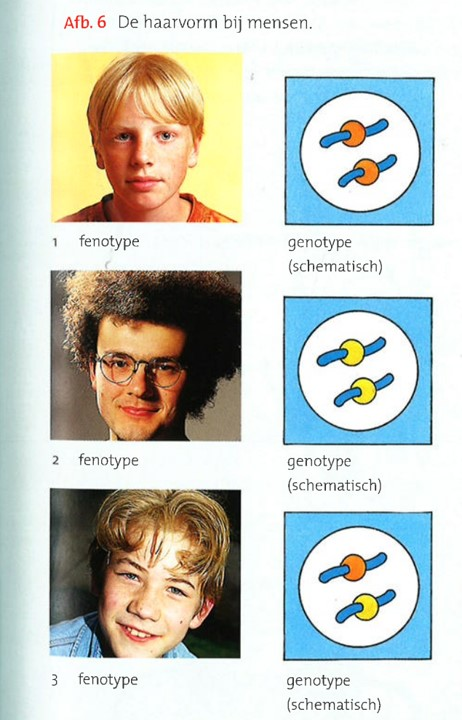 Afb. 6 De haarvorm bij mensen.
1 fenotype
genotype
(schematisch)
2 fenotype
genotype
(schematisch)
3 fenotype
genotype
(schematisch)